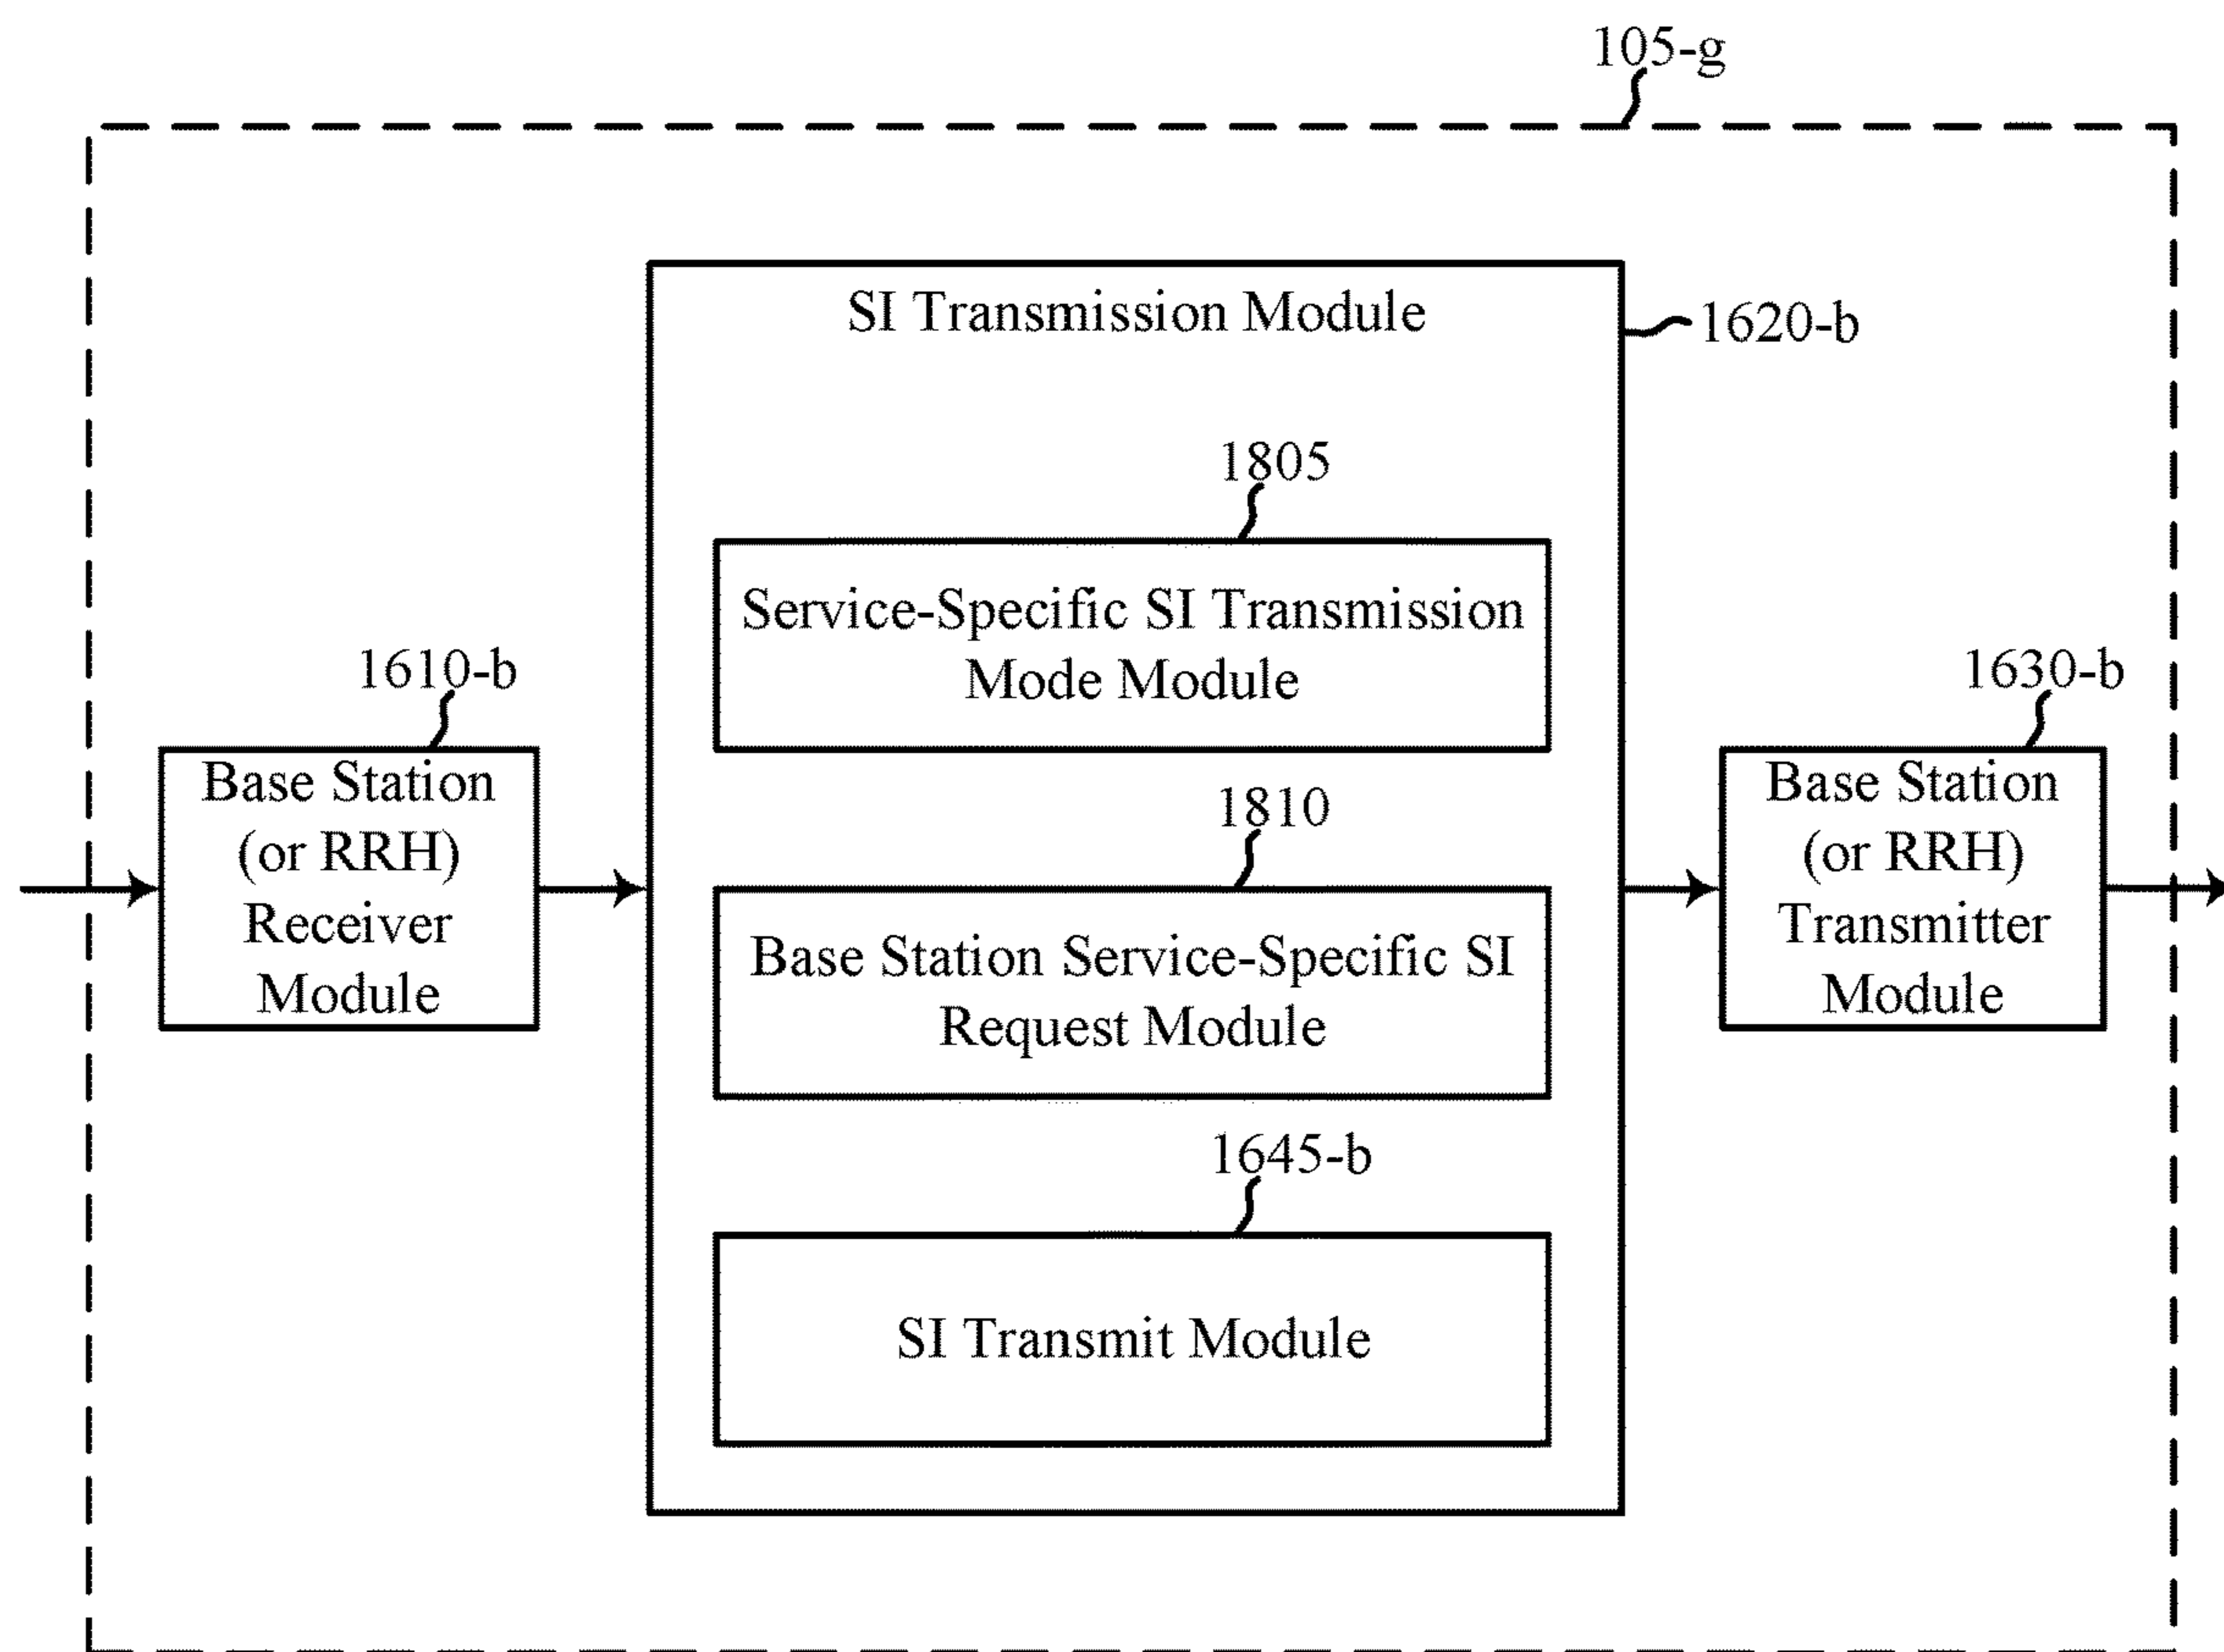 105-g
SI Transmission Module
1620-b
1805
Service-Specific SI Transmission
Mode Module
1610-b
Base Station
(or RRH)
Receiver
Module
1810
Base Station Service-Specific SI
Request Module
1630-b
Base Station
(or RRH)
Transmitter
Module
1645-b
SI Transmit Module